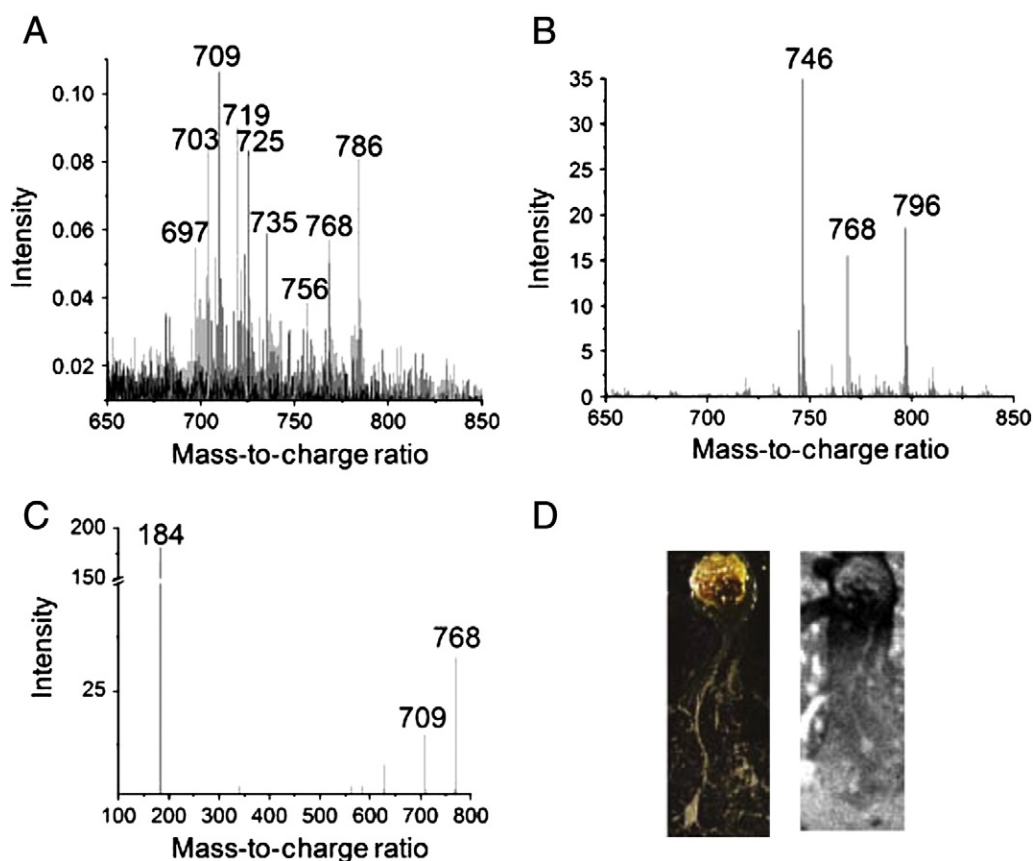 A
709
0.10
719
703
725
786
0.08
Intensity
697
735
768
0.06
756
0.04
0.02
650 700 750 800 850
Mass-to-charge ratio
B
746
35
30
25
796
20
768
Intensity
15
10
5
0
650 700 750 800 850
Mass-to-charge ratio
C
200
184
150
Intensity
768
25
709
100 200 300 400 500 600 700 800
Mass-to-charge ratio
D